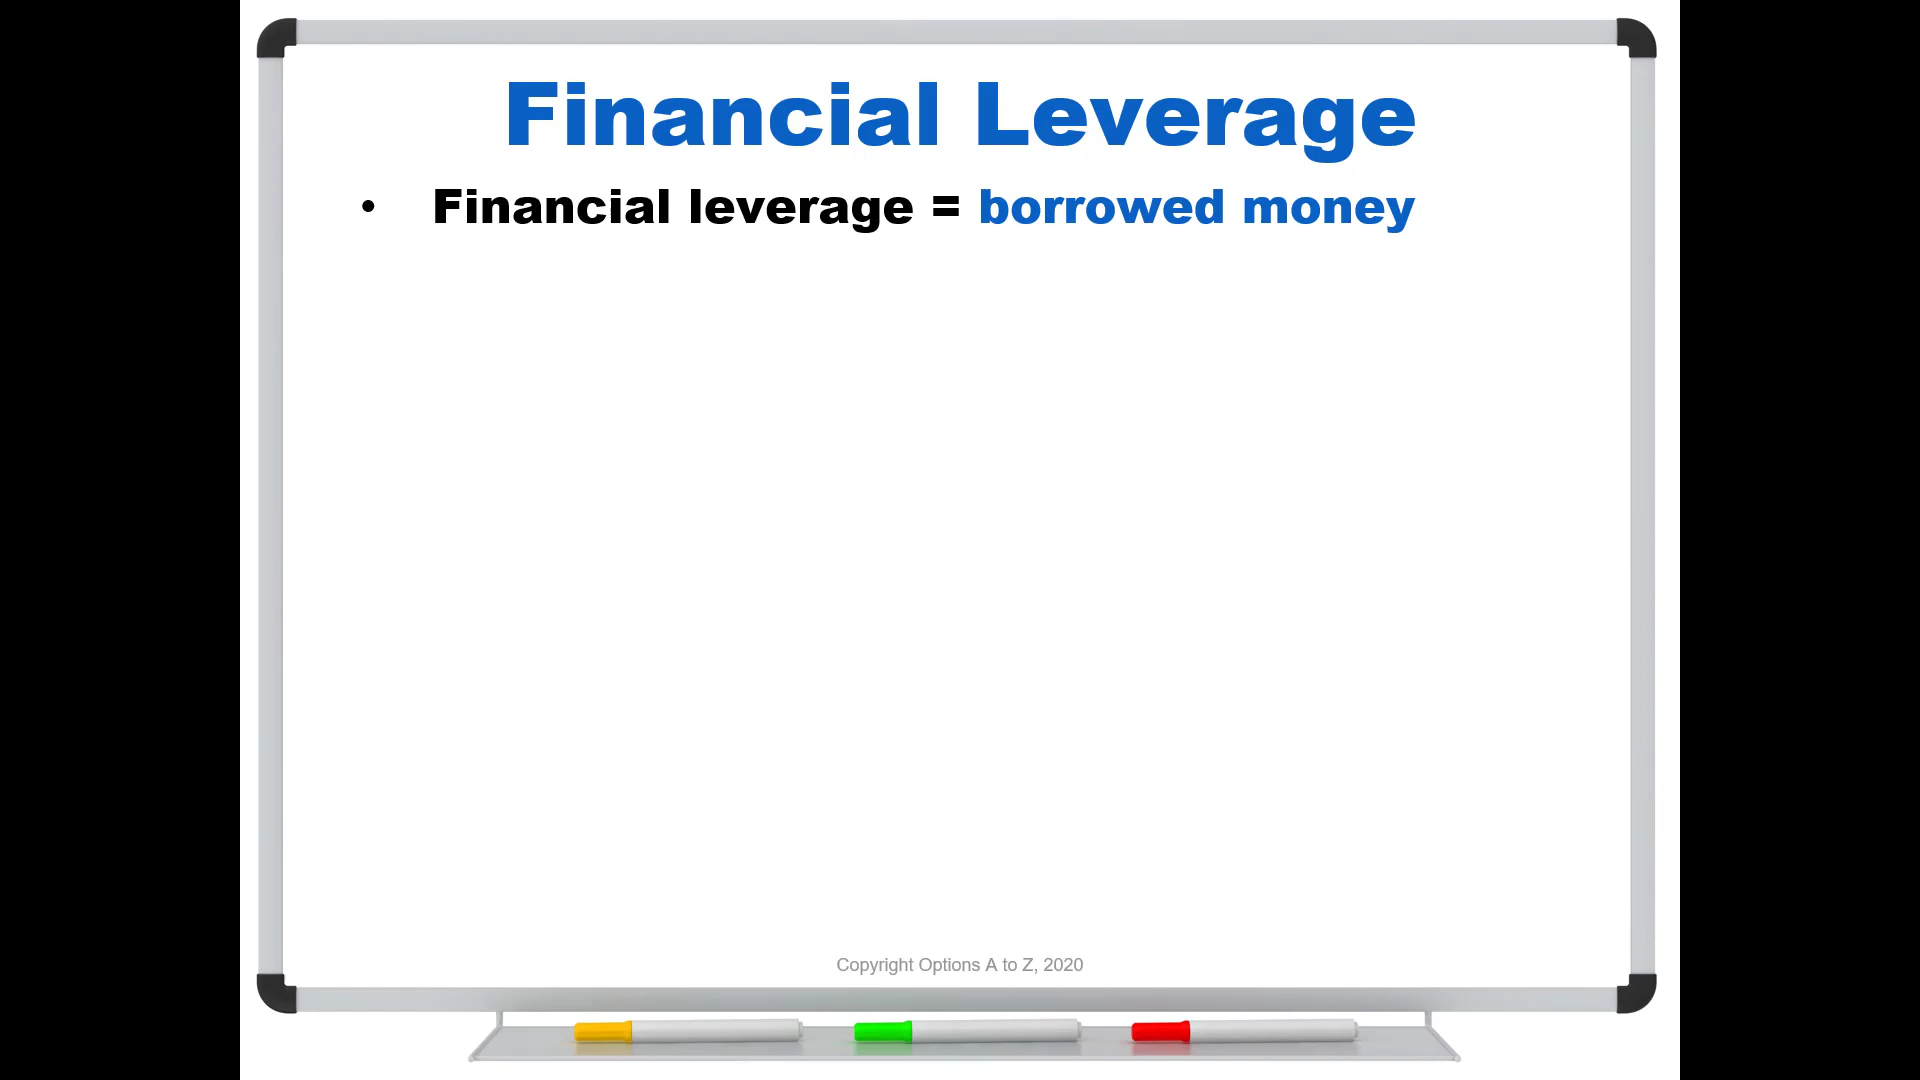 Financial Leverage
• Financial leverage = borrowed money
Copyright Options A to Z, 2020